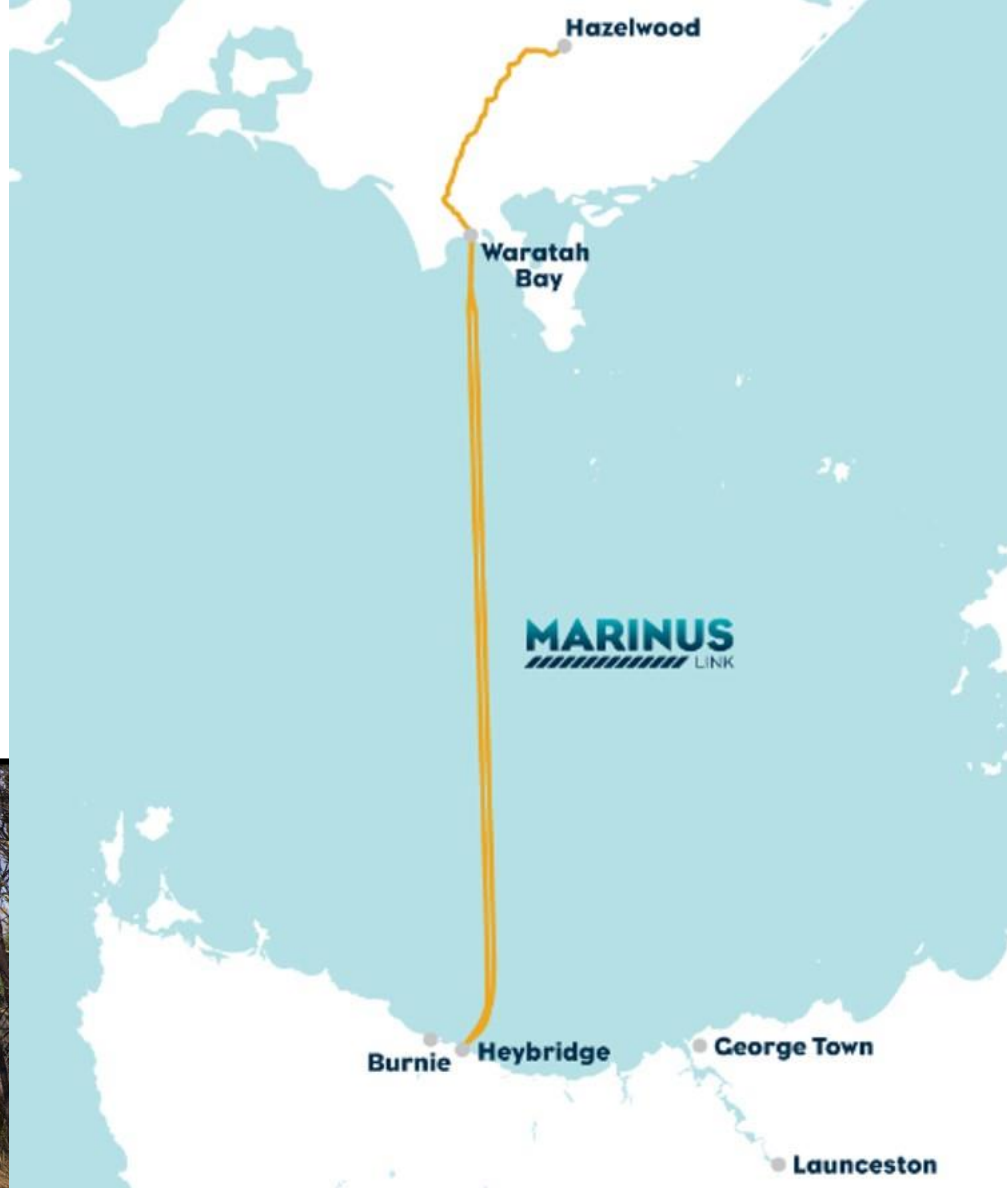 Hazelwood
Waratah
Bay
MARINUS
LINK
Burnie
Heybridge
George Town
Launceston